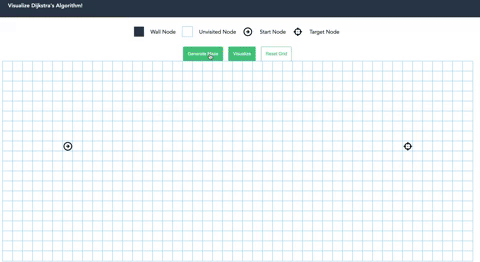 Visualize Dijkstra's Algorithm!
Wall Node Unvisited Node Start Node Target Node
Generate Maze Visualize Reset Grid